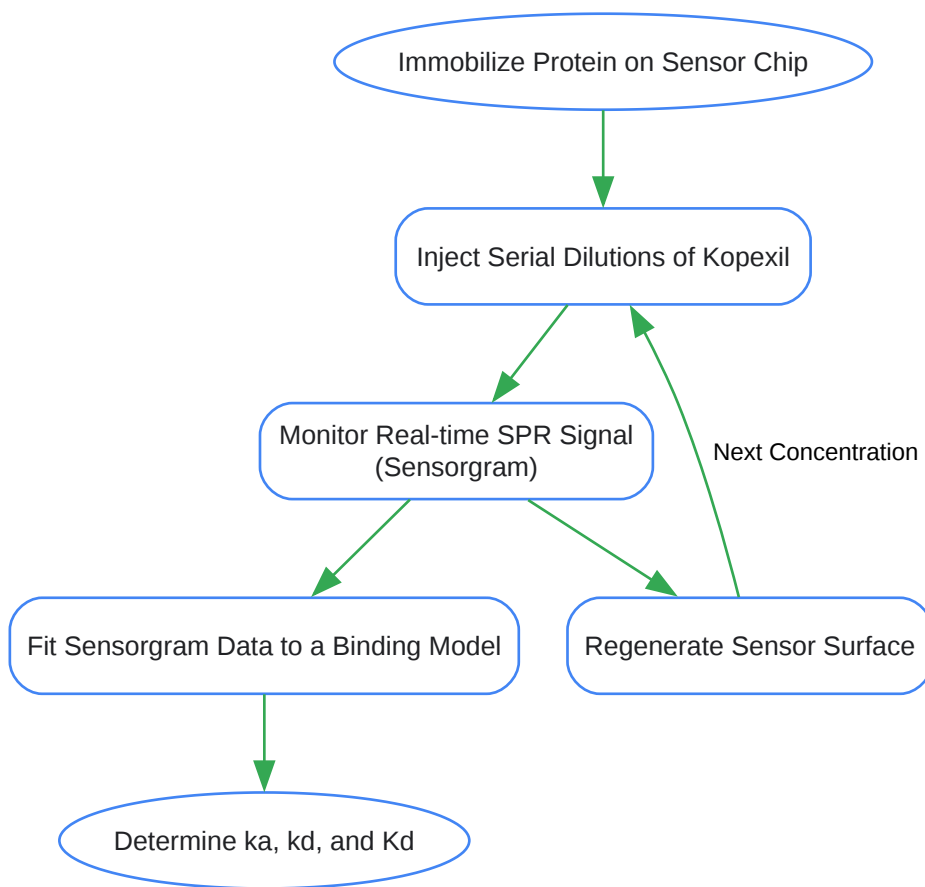 Immobilize Protein on Sensor Chip
Inject Serial Dilutions of Kopexil
Monitor Real-time SPR Signal
(Sensorgram)
Next Concentration
Fit Sensorgram Data to a Binding Model
Regenerate Sensor Surface
Determine ka, kd, and Kd